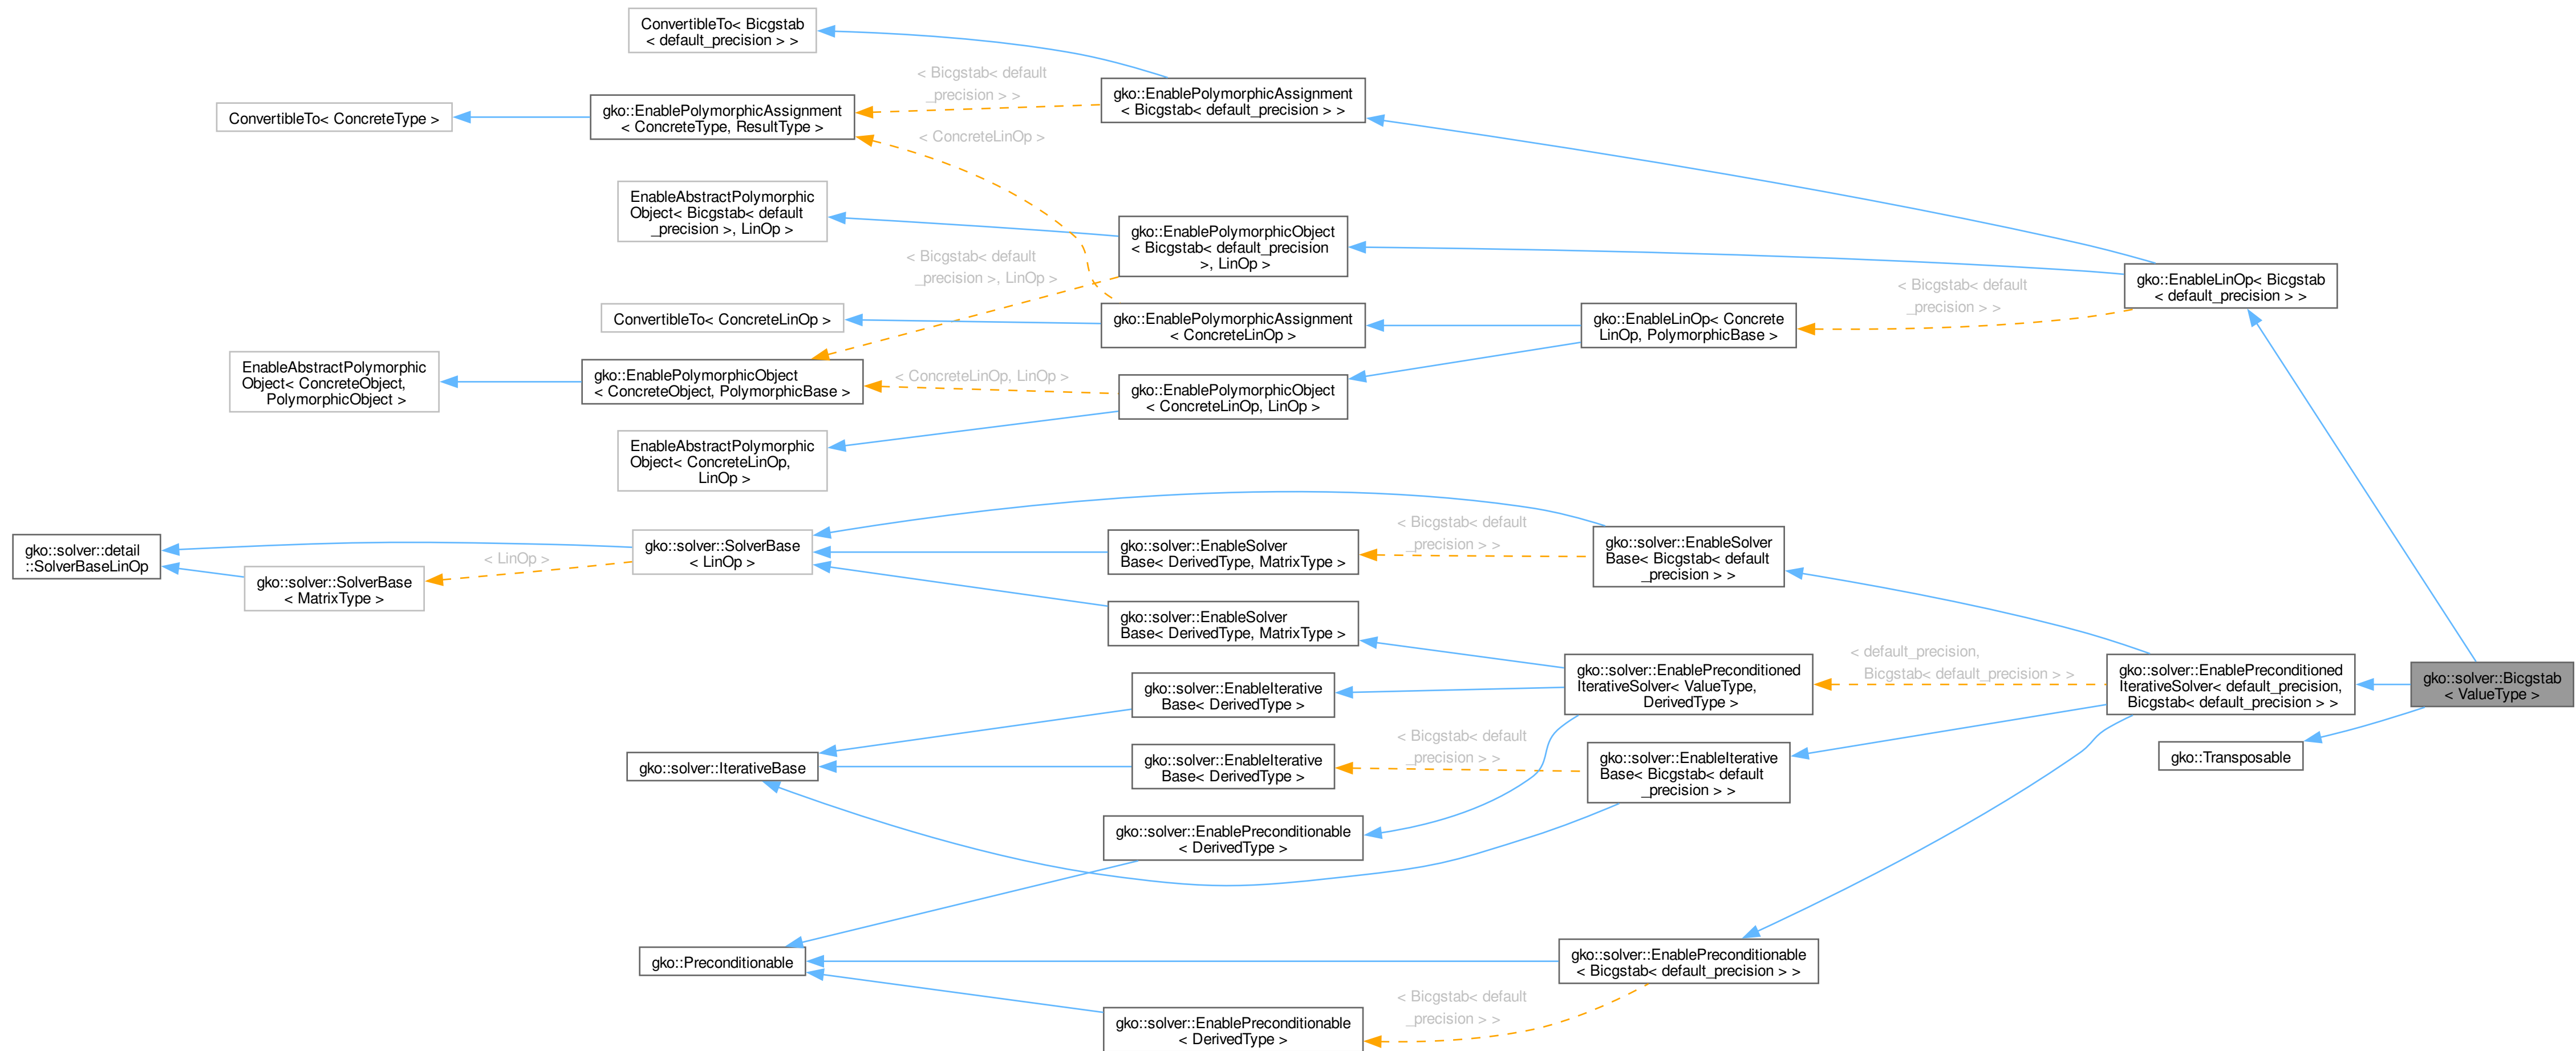 ConvertibleTo< Bicgstab
< default_precision > >
ConvertibleTo< ConcreteType >
gko::EnablePolymorphicAssignment
< ConcreteType, ResultType >
< Bicgstab< default
_precision > >
< ConcreteLinOp >
gko::EnablePolymorphicAssignment
< Bicgstab< default_precision > >
EnableAbstractPolymorphic
Object< Bicgstab< default
_precision >, LinOp >
gko::EnablePolymorphicObject
< Bicgstab< default_precision
>, LinOp >
< Bicgstab< default
_precision >, LinOp >
gko::EnableLinOp< Bicgstab
< default_precision > >
< Bicgstab< default
_precision > >
ConvertibleTo< ConcreteLinOp >
gko::EnablePolymorphicAssignment
< ConcreteLinOp >
gko::EnableLinOp< Concrete
LinOp, PolymorphicBase >
EnableAbstractPolymorphic
Object< ConcreteObject,
PolymorphicObject >
gko::EnablePolymorphicObject
< ConcreteObject, PolymorphicBase >
< ConcreteLinOp, LinOp >
gko::EnablePolymorphicObject
< ConcreteLinOp, LinOp >
EnableAbstractPolymorphic
Object< ConcreteLinOp,
LinOp >
gko::solver::detail
::SolverBaseLinOp
gko::solver::SolverBase
< MatrixType >
< LinOp >
gko::solver::SolverBase
< LinOp >
gko::solver::EnableSolver
Base< DerivedType, MatrixType >
< Bicgstab< default
_precision > >
gko::solver::EnableSolver
Base< Bicgstab< default
_precision > >
gko::solver::EnableSolver
Base< DerivedType, MatrixType >
gko::solver::EnablePreconditioned
IterativeSolver< ValueType,
DerivedType >
< default_precision,
Bicgstab< default_precision > >
gko::solver::EnablePreconditioned
IterativeSolver< default_precision,
Bicgstab< default_precision > >
gko::solver::Bicgstab
< ValueType >
gko::solver::EnableIterative
Base< DerivedType >
gko::solver::IterativeBase
gko::solver::EnableIterative
Base< DerivedType >
< Bicgstab< default
_precision > >
gko::solver::EnableIterative
Base< Bicgstab< default
_precision > >
gko::Transposable
gko::solver::EnablePreconditionable
< DerivedType >
gko::Preconditionable
gko::solver::EnablePreconditionable
< Bicgstab< default_precision > >
gko::solver::EnablePreconditionable
< DerivedType >
< Bicgstab< default
_precision > >